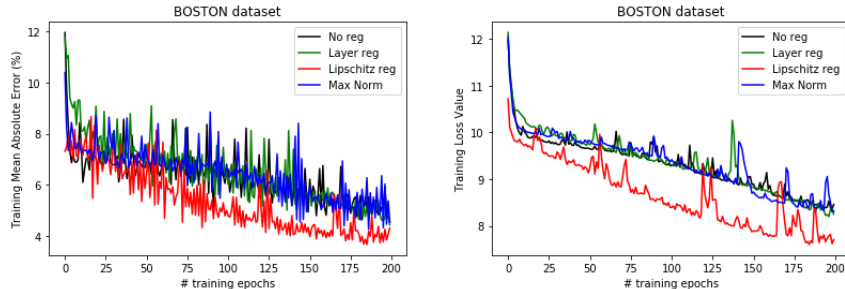 BOSTON dataset
Training Mean Absolute Error (%)
12
10
8
6
4
No reg
Layer reg
Lipschitz reg
Max Norm
0 25 50 75 100 125 150 175 200
# training epochs
BOSTON dataset
Training Loss Value
12
11
10
9
8
No reg
Layer reg
Lipschitz reg
Max Norm
0 25 50 75 100 125 150 175 200
# training epochs